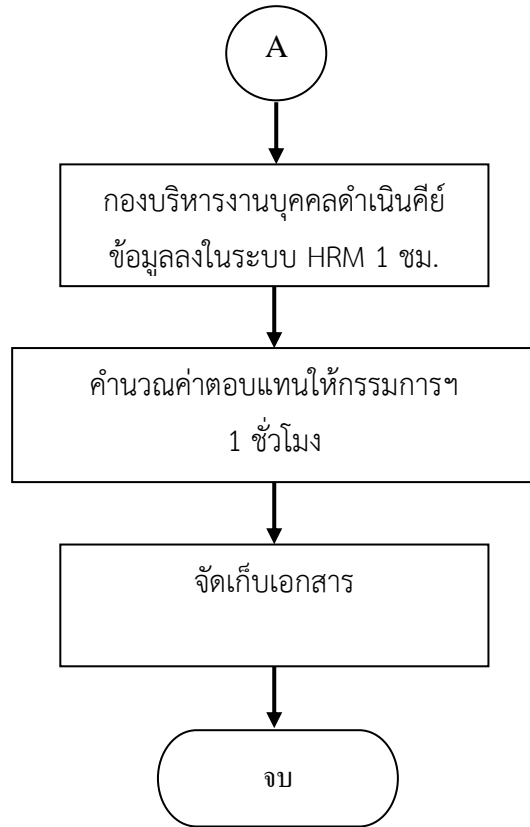 A
กองบริหารงานบุคคลดำเนินคีย์
ข้อมูลลงในระบบ HRM 1 ชม.
คำนวณค่าตอบแทนให้กรรมการฯ
1 ชั่วโมง
จัดเก็บเอกสาร
จบ